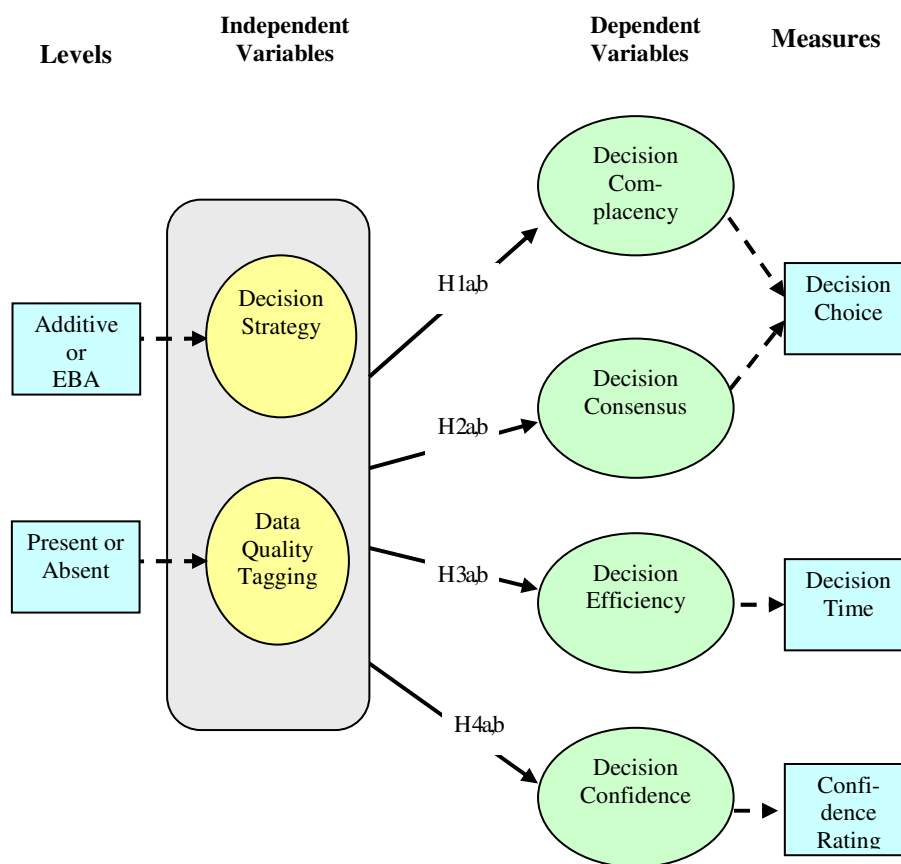 Levels
Independent
Variables
Dependent
Variables
Measures
Additive
or
EBA
Present or
Absent
Decision
Strategy
Data
Quality
Tagging
H1a,b
H2a,b
H3a,b
H4a,b
Decision
Com-
placency
Decision
Consensus
Decision
Efficiency
Decision
Confidence
Decision
Choice
Decision
Time
Confi-
dence
Rating